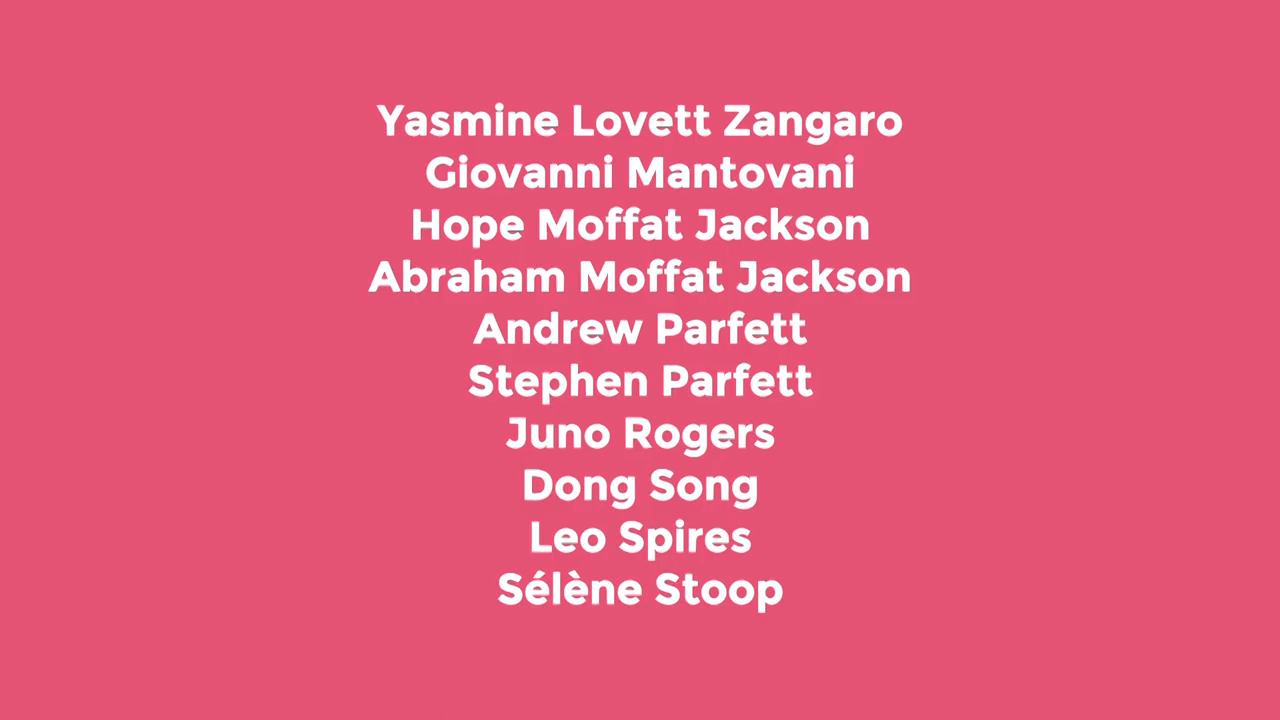 Yasmine Lovett Zangaro
Giovanni Mantovani
Hope Moffat Jackson
Abraham Moffat Jackson
Andrew Parfett
Stephen Parfett
Juno Rogers
Dong Song
Leo Spires
Sélène Stoop